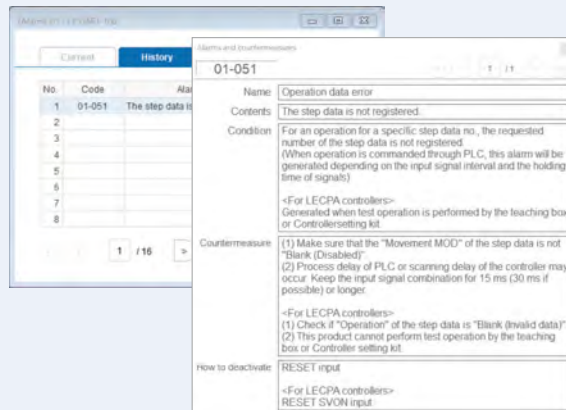 Current
History
No.
Code
1
01-051
The step data is
2
3
4
5
6
7
8
1
/ 16
>
Alarms and countermeasures
01-051
1
/ 1
Name
Operation data error
Contents
The step data is not registered.
Condition
For an operation for a specific step data no., the requested
number of the step data is not registered.
(When operation is commanded through PLC, this alarm will be
generated depending on the input signal interval and the holding
time of signals)
<For LECPA controllers>
Generated when test operation is performed by the teaching box
or Controllersetting kit.
Countermeasure
(1) Make sure that the "Movement MOD" of the step data is not
"Blank (Disabled)".
(2) Process delay of PLC or scanning delay of the controller may
occur. Keep the input signal combination for 15 ms (30 ms if
possible) or longer.
<For LECPA controllers>
(1) Check if "Operation" of the step data is "Blank (Invalid data)"
(2) This product cannot perform test operation by the teaching
box or Controller setting kit.
How to deactivate
RESET input
<For LECPA controllers>
RESET SVON input